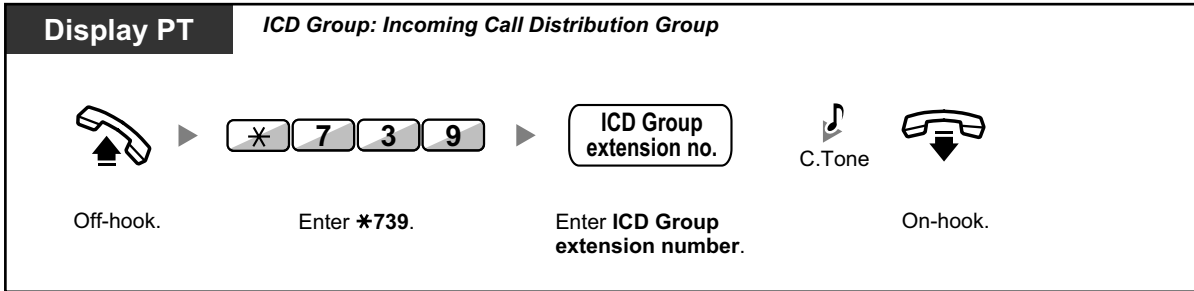 Display PT
ICD Group: Incoming Call Distribution Group
* 7 3 9
ICD Group
extension no.
C.Tone
Off-hook.
Enter *739.
Enter ICD Group
extension number.
On-hook.